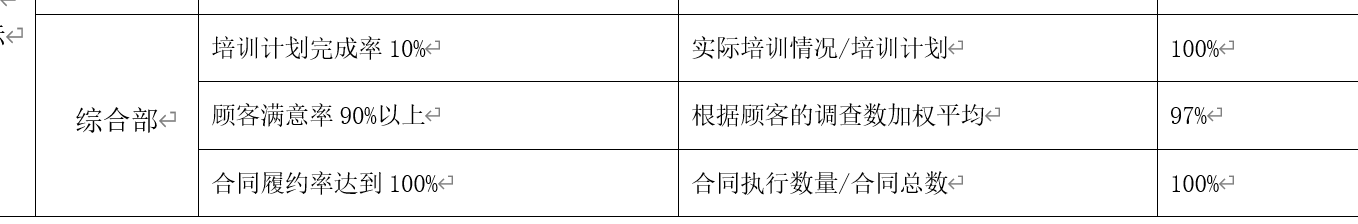 培训计划完成率 10%
实际培训情况/培训计划
100%
综合部
顾客满意率 90%以上
根据顾客的调查数加权平均
97%
合同履约率达到 100%
合同执行数量/合同总数
100%